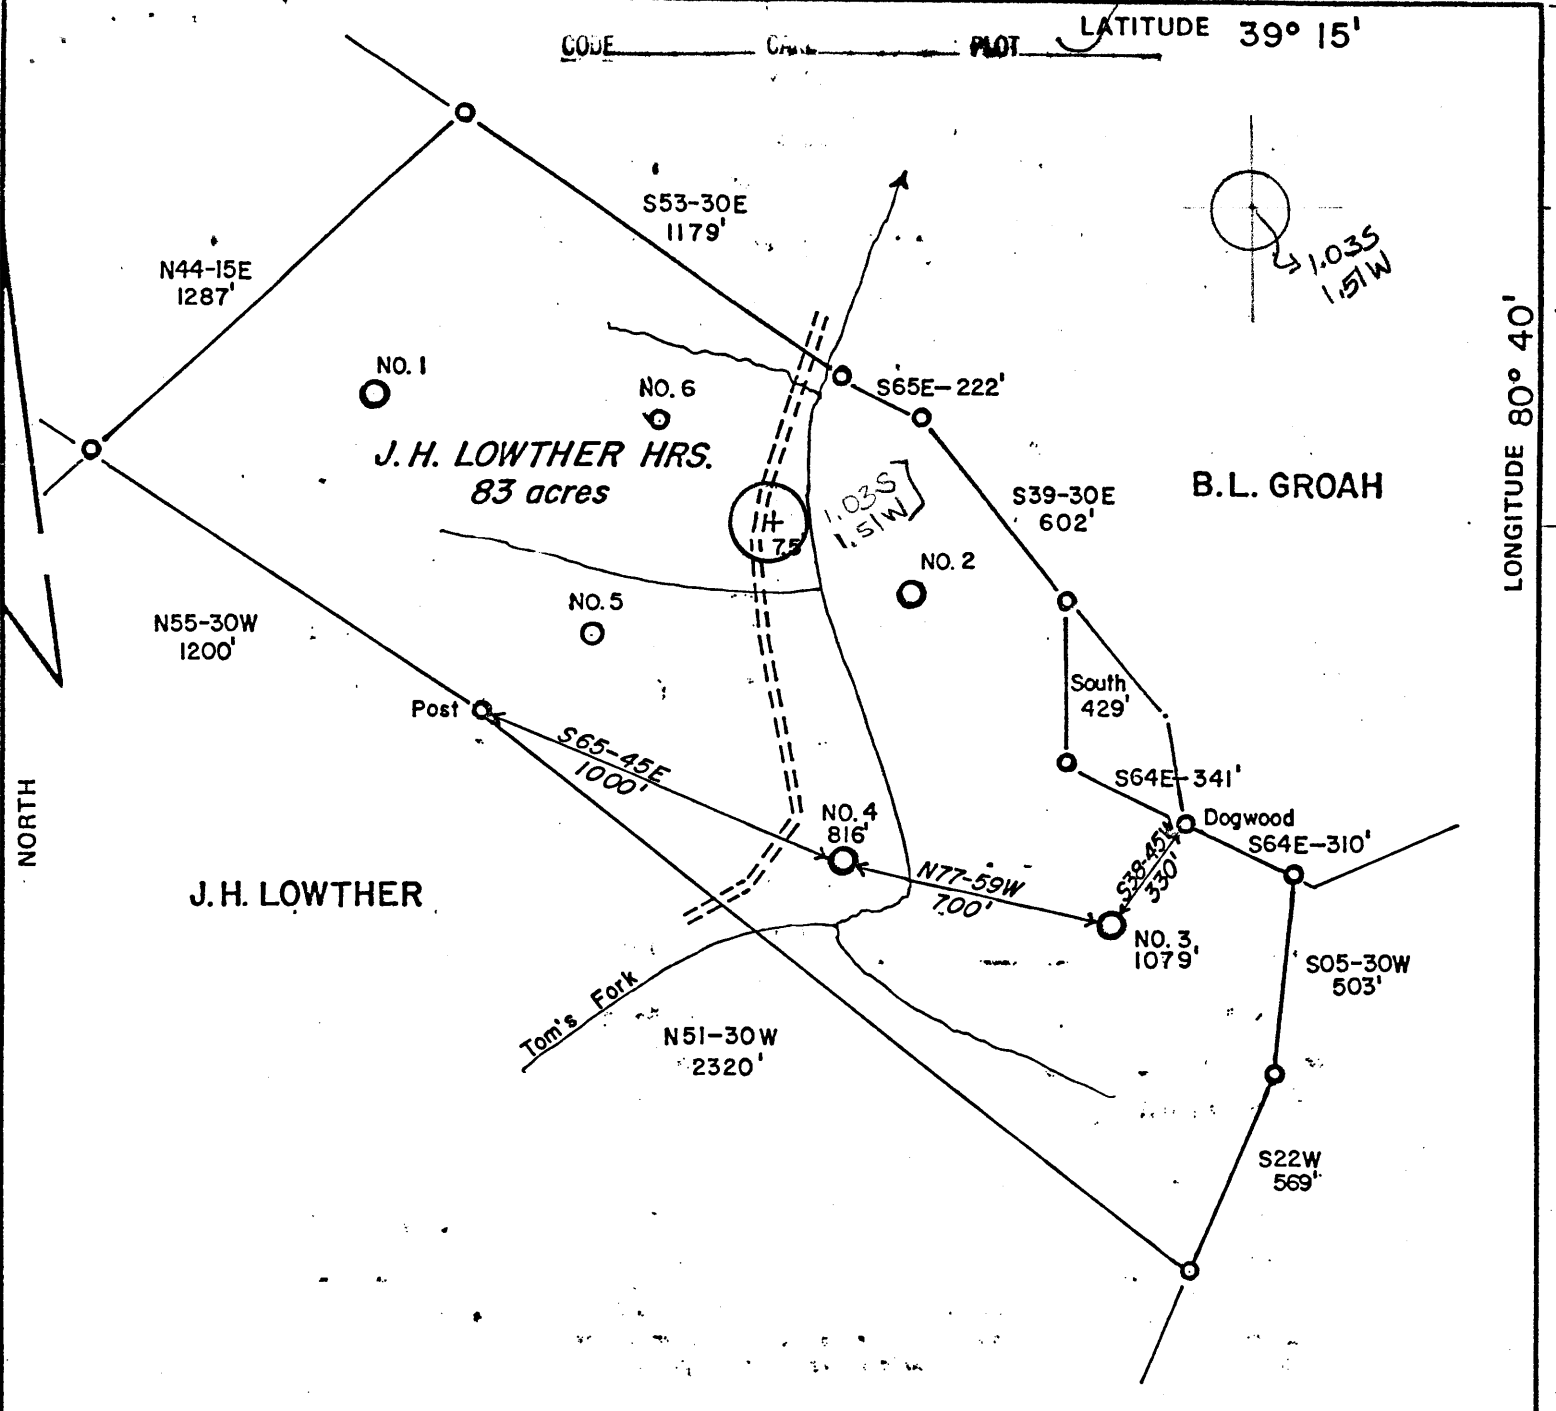 LATITUDE 39° 15'
CODE PLOT
S53-30E
1179'
1.03S
1.51W
N44-15E
1287'
LONGITUDE 80° 40'
NO. 1
NO. 6
S65E-222'
J. H. LOWTHER HRS.
83 acres
B.L. GROAH
S39-30E
602'
1.03S
1.51W
7.5
NO. 2
NO. 5
N55-30W
1200'
South
429'
Post
S65-45E
1000'
S64E-341'
NORTH
NO. 4
816'
Dogwood
S64E-310'
S38-45W
330'
N77-59W
700'
J. H. LOWTHER
NO. 3
1079'
S05-30W
503'
Tom's Fork
N51-30W
2320'
S22W
569'